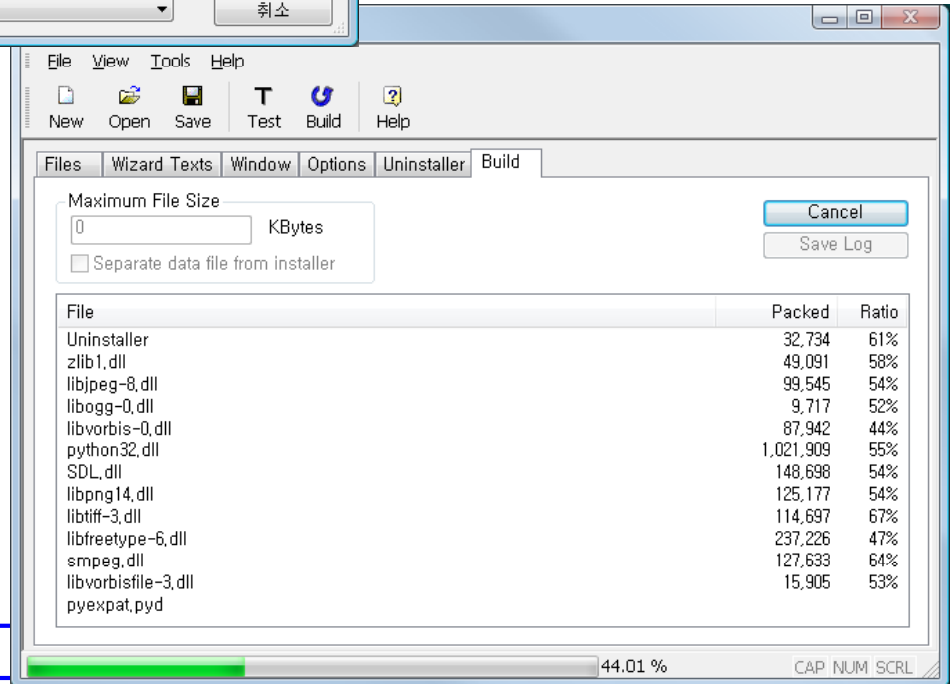 취소
File View Tools Help
New Open Save Test Build Help
Files Wizard Texts Window Options Uninstaller Build
Maximum File Size
0 KBytes
Separate data file from installer
Cancel
Save Log
File Packed Ratio
Uninstaller 32,734 61%
zlib1.dll 49,091 58%
libjpeg-8.dll 99,545 54%
libogg-0.dll 9,717 52%
libvorbis-0.dll 87,942 44%
python32.dll 1,021,909 55%
SDL.dll 148,698 54%
libpng14.dll 125,177 54%
libtiff-3.dll 114,697 67%
libfreetype-6.dll 237,226 47%
smpeg.dll 127,633 64%
libvorbisfile-3.dll 15,905 53%
pyexpat.pyd
44.01 % CAP NUM SCRL